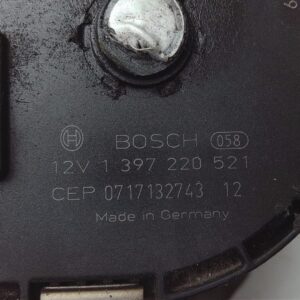 BOSCH 058
12V 1 397 220 521
CEP 0717132743 12
Made in Germany